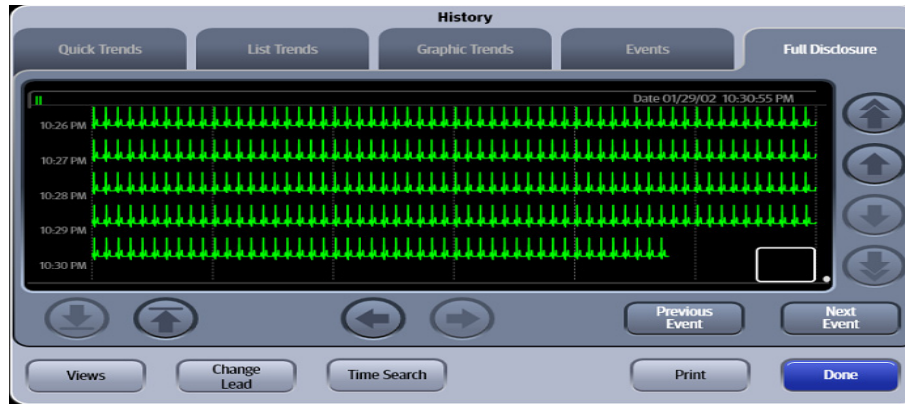 History
Quick Trends
List Trends
Graphic Trends
Events
Full Disclosure
II
Date 01/29/02 10:30:55 PM
10:26 PM
10:27 PM
10:28 PM
10:29 PM
10:30 PM
Previous
Event
Next
Event
Views
Change
Lead
Time Search
Print
Done